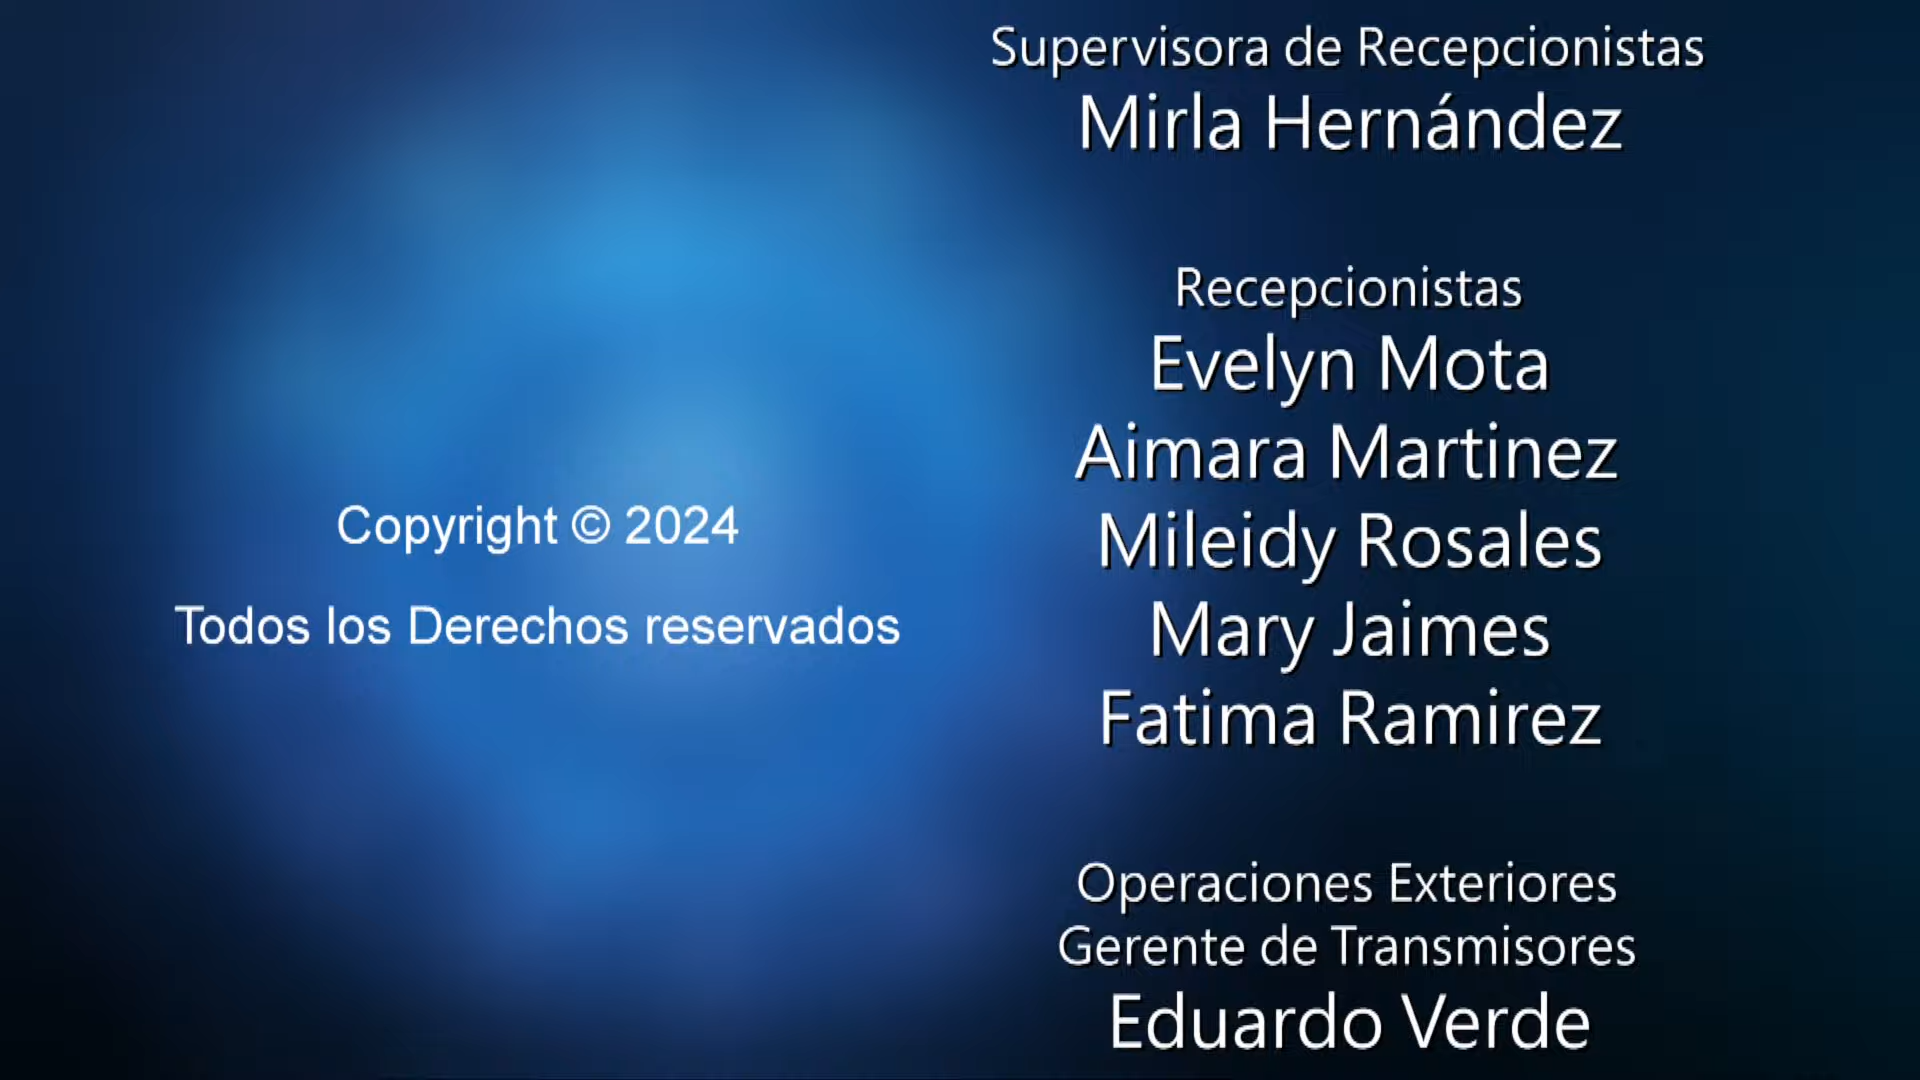 Supervisora de Recepcionistas
Mirla Hernández
Recepcionistas
Evelyn Mota
Aimara Martinez
Mileidy Rosales
Mary Jaimes
Fatima Ramirez
Operaciones Exteriores
Gerente de Transmisores
Eduardo Verde
Copyright © 2024
Todos los Derechos reservados